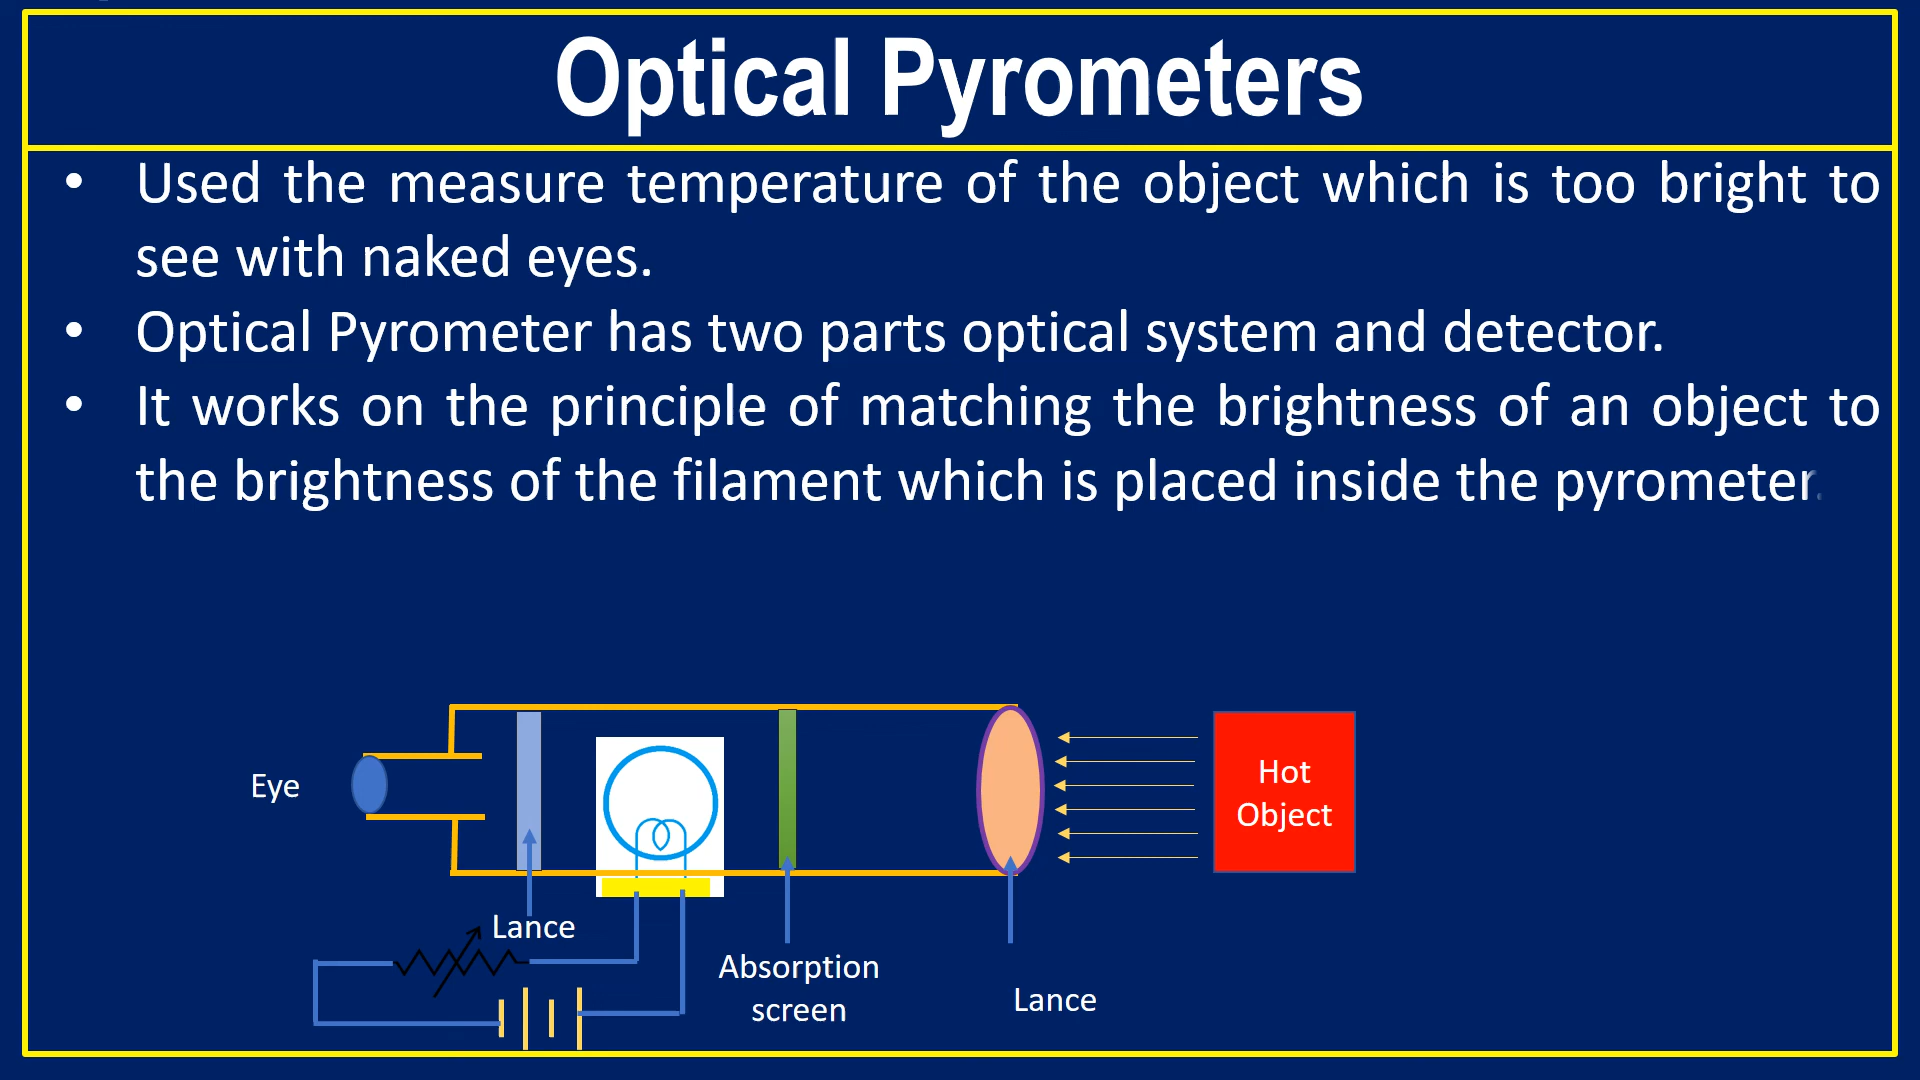 Optical Pyrometers
• Used the measure temperature of the object which is too bright to
see with naked eyes.
• Optical Pyrometer has two parts optical system and detector.
• It works on the principle of matching the brightness of an object to
the brightness of the filament which is placed inside the pyrometer.
Eye
Hot
Object
Lance
Absorption
screen
Lance